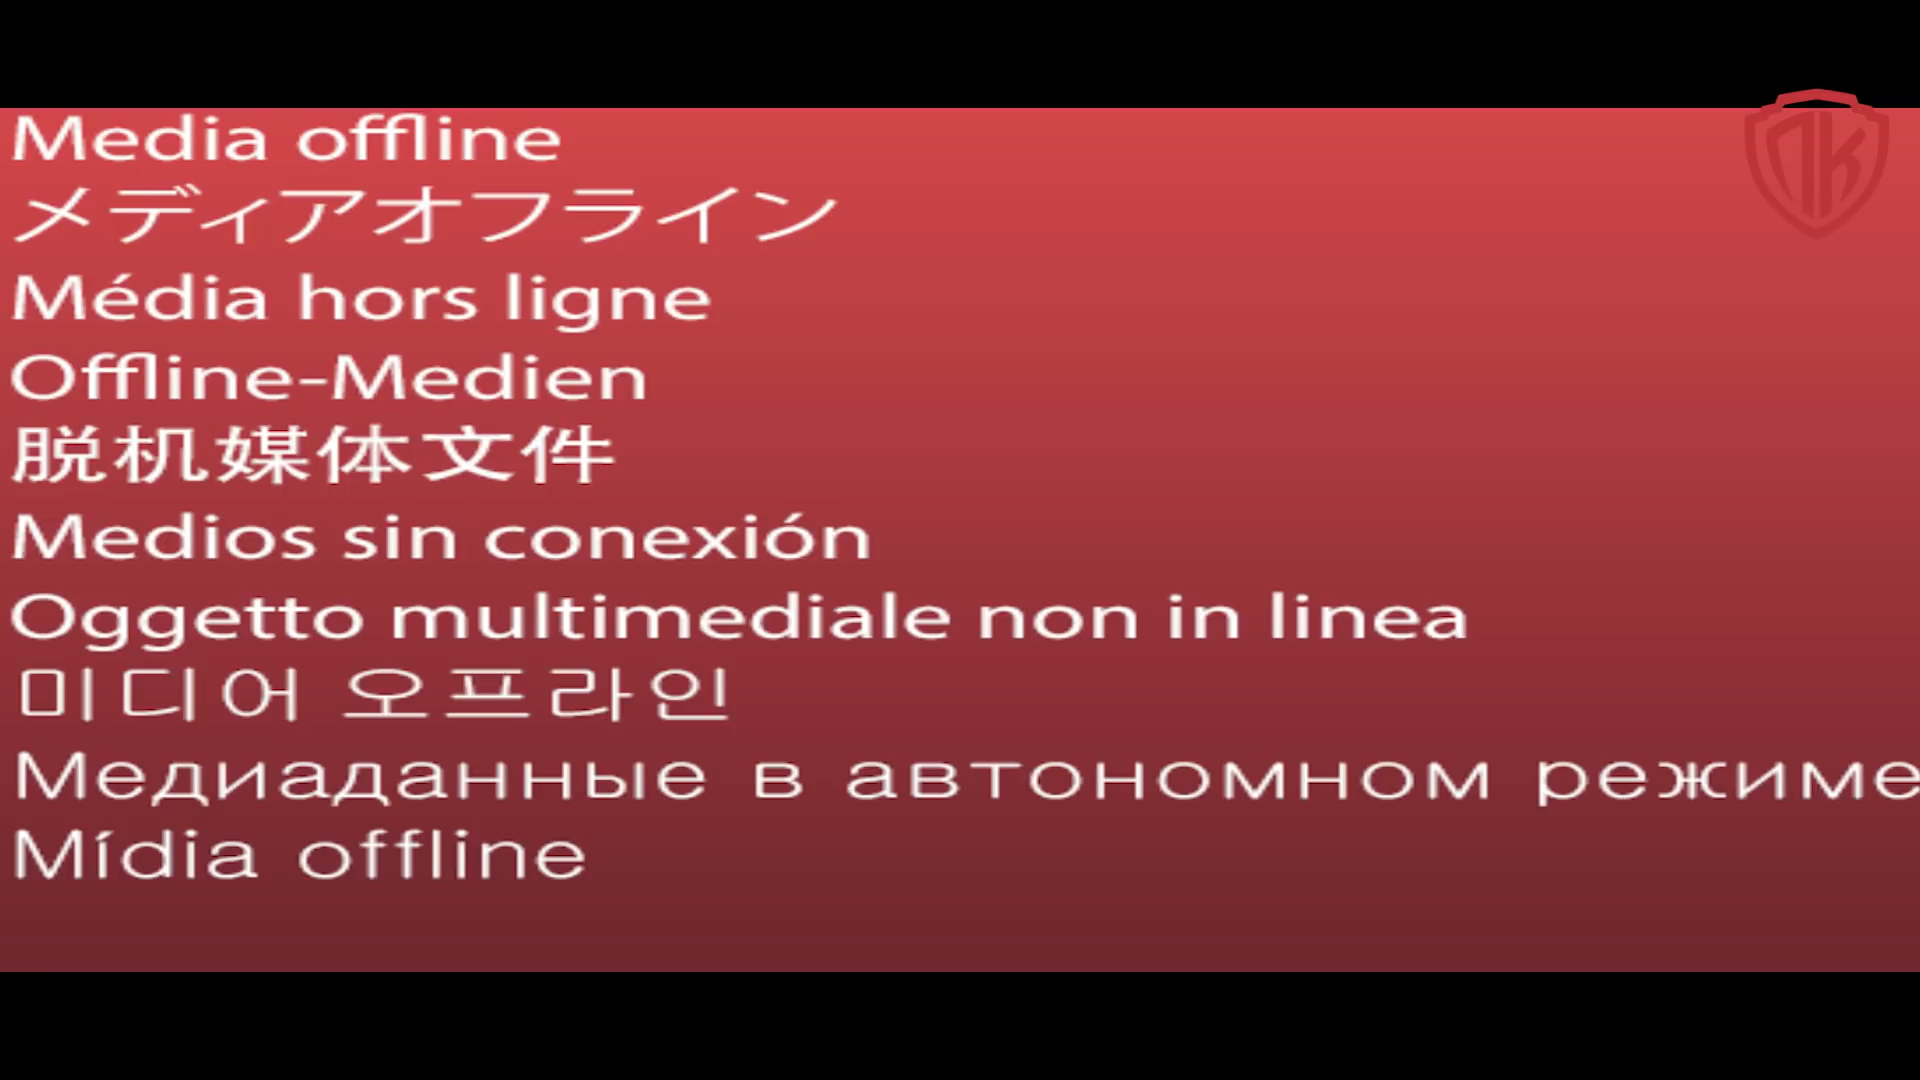 Media offline
メディアオフライン
Média hors ligne
Offline-Medien
脱机媒体文件
Medios sin conexión
Oggetto multimediale non in linea
미디어 오프라인
Медиаданные в автономном режиме
Mídia offline